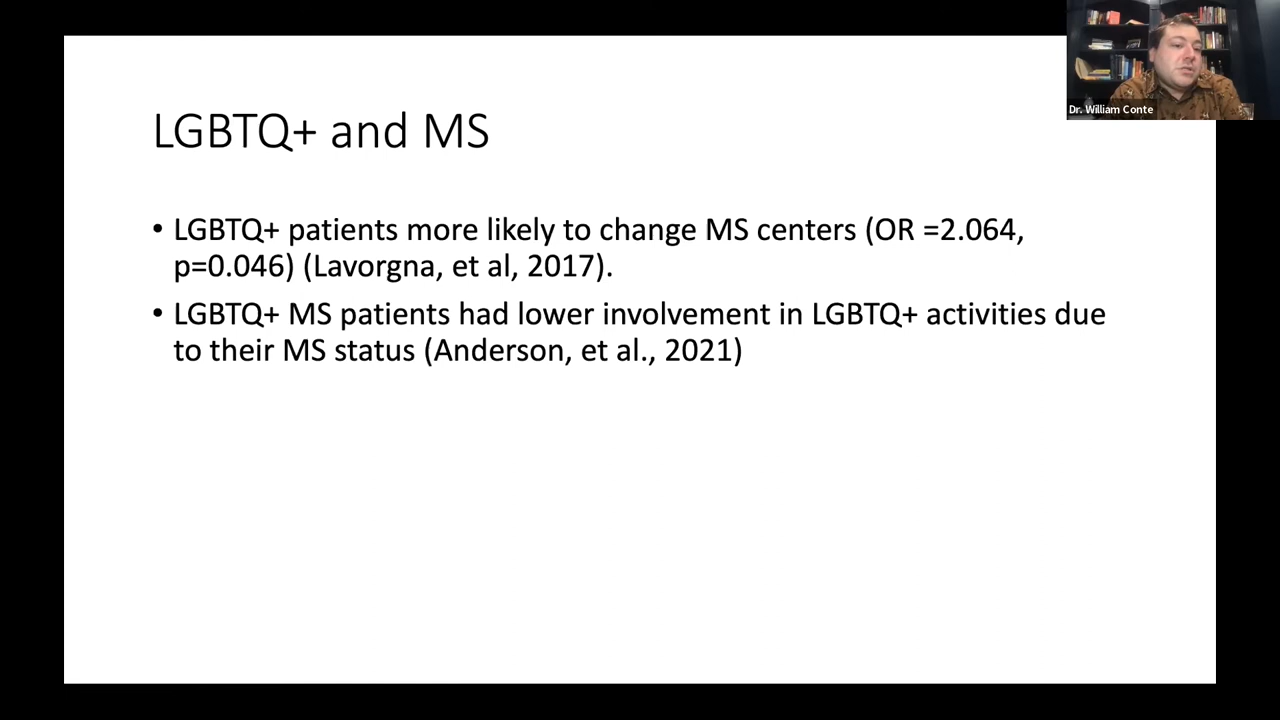 Dr. William Conte
LGBTQ+ and MS
• LGBTQ+ patients more likely to change MS centers (OR =2.064,
p=0.046) (Lavorgna, et al, 2017).
• LGBTQ+ MS patients had lower involvement in LGBTQ+ activities due
to their MS status (Anderson, et al., 2021)